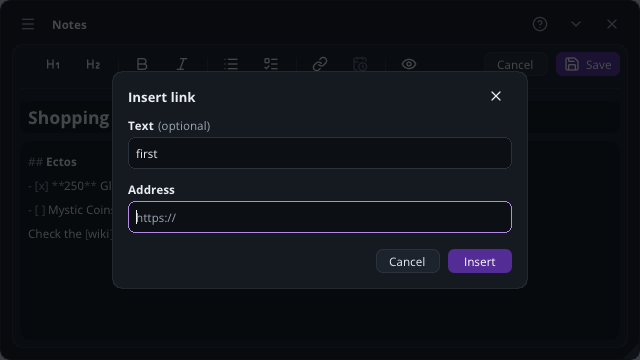 Notes
H1 H2 B I
Cancel Save
Insert link
Shopping
Text (optional)
first
## Ectos
- [x] **250** Gl
Address
- [ ] Mystic Coins
https://
Check the [wiki]
Cancel Insert